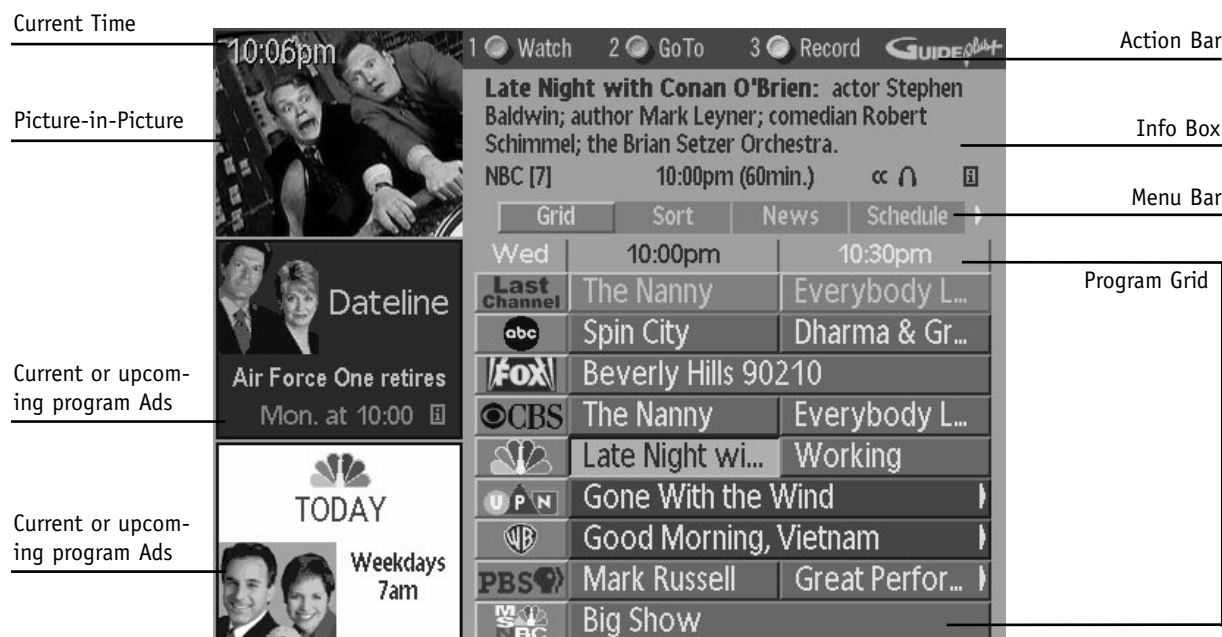 Current Time
Picture-in-Picture
Current or upcom-
ing program Ads
Current or upcom-
ing program Ads
10:06pm
Dateline
Air Force One retires
Mon. at 10:00 i
TODAY
Weekdays
7am
1 Watch 2 GoTo 3 Record GUIDE plus+
Late Night with Conan O'Brien: actor Stephen
Baldwin; author Mark Leyner; comedian Robert
Schimmel; the Brian Setzer Orchestra.
NBC [7] 10:00pm (60min.) cc i
Grid Sort News Schedule
Wed 10:00pm 10:30pm
Last Channel The Nanny Everybody L...
abc Spin City Dharma & Gr...
FOX Beverly Hills 90210
CBS The Nanny Everybody L...
Late Night wi... Working
UPN Gone With the Wind
WB Good Morning, Vietnam
PBS Mark Russell Great Perfor...
MSNBC Big Show
Action Bar
Info Box
Menu Bar
Program Grid